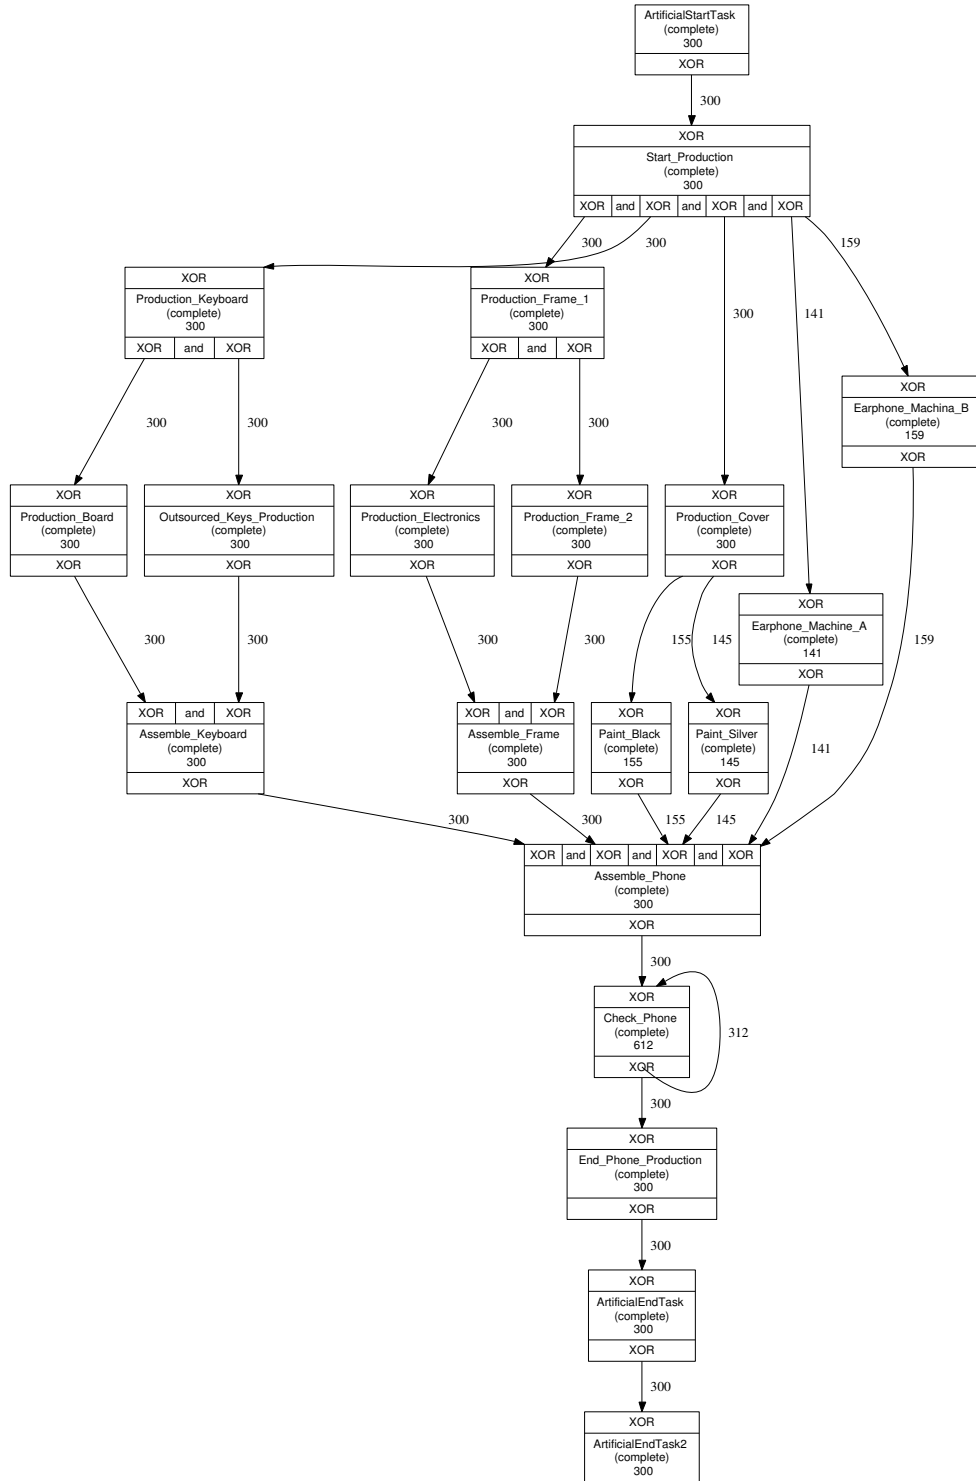 ArtificialStartTask
(complete)
300
XOR
300
XOR
Start_Production
(complete)
300
XOR and XOR and XOR and XOR
300 300 159
XOR
Production_Keyboard
(complete)
300
XOR and XOR
XOR
Production_Frame_1
(complete)
300
XOR and XOR
300 141
XOR
Earphone_Machina_B
(complete)
159
XOR
300 300 300 300
XOR
Production_Board
(complete)
300
XOR
XOR
Outsourced_Keys_Production
(complete)
300
XOR
XOR
Production_Electronics
(complete)
300
XOR
XOR
Production_Frame_2
(complete)
300
XOR
XOR
Production_Cover
(complete)
300
XOR
XOR
Earphone_Machine_A
(complete)
141
XOR
300 300 300 300 155 145 159
XOR and XOR
Assemble_Keyboard
(complete)
300
XOR
XOR and XOR
Assemble_Frame
(complete)
300
XOR
XOR
Paint_Black
(complete)
155
XOR
XOR
Paint_Silver
(complete)
145
XOR
141
300 300 155 145
XOR and XOR and XOR and XOR
Assemble_Phone
(complete)
300
XOR
300
XOR
Check_Phone
(complete)
612
XOR
312
300
XOR
End_Phone_Production
(complete)
300
XOR
300
XOR
ArtificialEndTask
(complete)
300
XOR
300
XOR
ArtificialEndTask2
(complete)
300